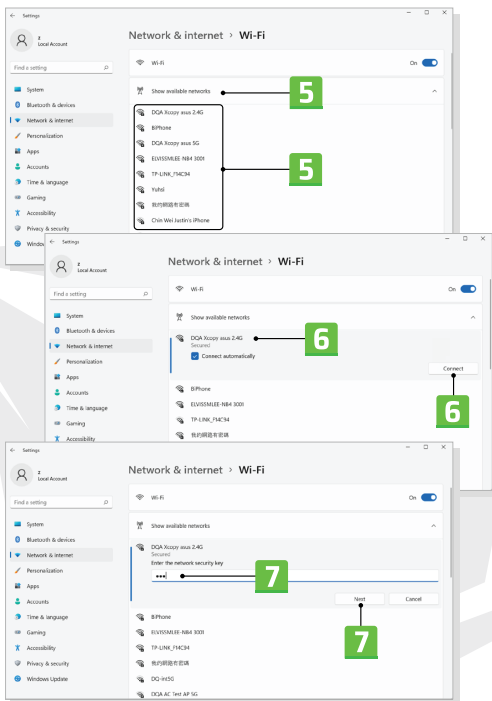 Settings
z
Local Account
Find a setting
System
Bluetooth & devices
Network & internet
Personalization
Apps
Accounts
Time & language
Gaming
Accessibility
Privacy & security
Window
Network & internet › Wi-Fi
Wi-Fi
On
Show available networks
5
DQA Xcopy asus 2.4G
BiPhone
DQA Xcopy asus 5G
ELVISSMLEE-NB4 3001
TP-LINK_F14C94
5
Yuhsi
我的網路有密碼
Chin Wei Justin's iPhone
Settings
z
Local Account
Find a setting
System
Bluetooth & devices
Network & internet
Personalization
Apps
Accounts
Time & language
Gaming
Accessibility
Network & internet › Wi-Fi
Wi-Fi
On
Show available networks
DQA Xcopy asus 2.4G
6
Secured
Connect automatically
Connect
6
BiPhone
ELVISSMLEE-NB4 3001
TP-LINK_F14C94
我的網路有密碼
Settings
z
Local Account
Find a setting
System
Bluetooth & devices
Network & internet
Personalization
Apps
Accounts
Time & language
Gaming
Accessibility
Privacy & security
Windows Update
Network & internet › Wi-Fi
Wi-Fi
On
Show available networks
DQA Xcopy asus 2.4G
Secured
Enter the network security key
7
Next
Cancel
7
BiPhone
ELVISSMLEE-NB4 3001
TP-LINK_F14C94
我的網路有密碼
DQ-Int5G
DQA AC Test AP 5G